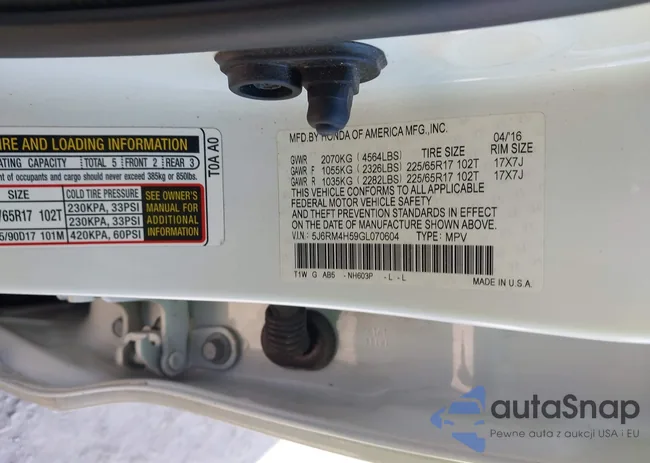 IRE AND LOADING INFORMATION
ATING CAPACITY TOTAL 5 FRONT 2 REAR 3
nt of occupants and cargo should never exceed 385kg or 850lbs.
SIZE COLD TIRE PRESSURE
/65R17 102T 230KPA, 33PSI
230KPA, 33PSI
5/90D17 101M 420KPA, 60PSI
SEE OWNER'S
MANUAL FOR
ADDITIONAL
INFORMATION
T0A A0
MFD.BY HONDA OF AMERICA MFG.,INC. 04/16
GVWR 2070KG (4564LBS) TIRE SIZE RIM SIZE
GAWR F 1055KG (2326LBS) 225/65R17 102T 17X7J
GAWR R 1035KG (2282LBS) 225/65R17 102T 17X7J
THIS VEHICLE CONFORMS TO ALL APPLICABLE
FEDERAL MOTOR VEHICLE SAFETY
AND THEFT PREVENTION STANDARDS IN EFFECT
ON THE DATE OF MANUFACTURE SHOWN ABOVE.
V.I.N: 5J6RM4H59GL070604 TYPE: MPV
T1W G AB5 -NH603P -L -L
MADE IN U.S.A.
autoSnap
Pewne auta z aukcji USA i EU